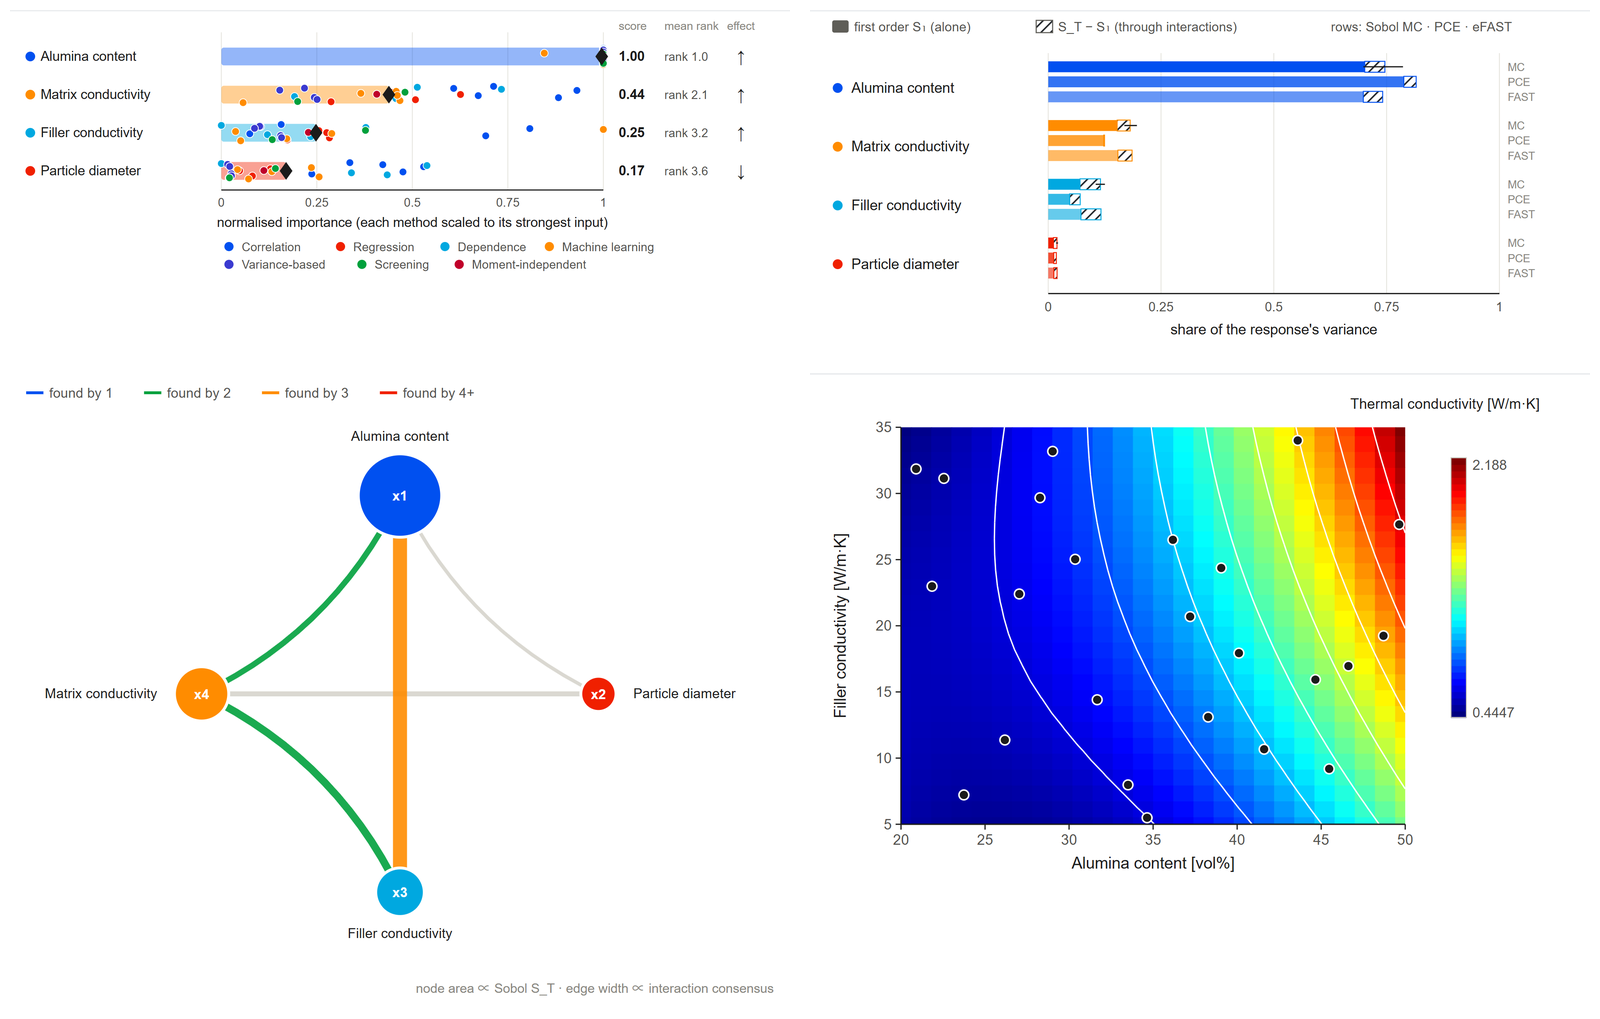 score mean rank effect
Alumina content 1.00 rank 1.0 ↑
Matrix conductivity 0.44 rank 2.1 ↑
Filler conductivity 0.25 rank 3.2 ↑
Particle diameter 0.17 rank 3.6 ↓
0 0.25 0.5 0.75 1
normalised importance (each method scaled to its strongest input)
Correlation Regression Dependence Machine learning
Variance-based Screening Moment-independent
first order S₁ (alone) S_T − S₁ (through interactions) rows: Sobol MC · PCE · eFAST
MC
Alumina content PCE
FAST
MC
Matrix conductivity PCE
FAST
MC
Filler conductivity PCE
FAST
MC
Particle diameter PCE
FAST
0 0.25 0.5 0.75 1
share of the response's variance
found by 1 found by 2 found by 3 found by 4+
Alumina content
x1
Matrix conductivity x4 x2 Particle diameter
x3
Filler conductivity
node area ∝ Sobol S_T · edge width ∝ interaction consensus
Thermal conductivity [W/m·K]
35
30
25
20
15
10
5
Filler conductivity [W/m·K]
20 25 30 35 40 45 50
Alumina content [vol%]
2.188
0.4447